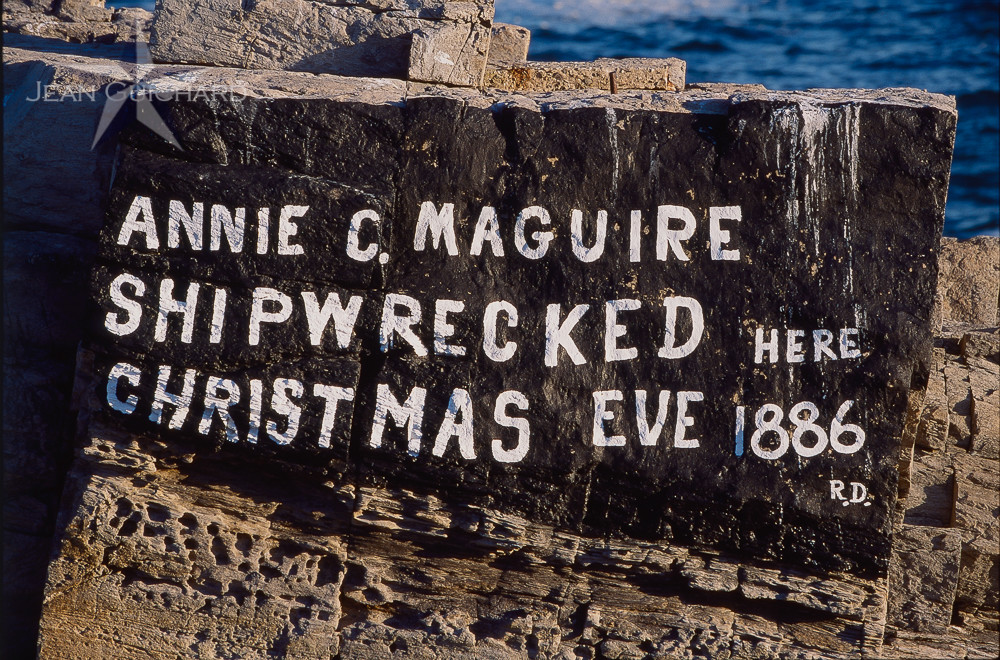 JEAN GUICHARD
ANNIE C. MAGUIRE
SHIPWRECKED HERE
CHRISTMAS EVE 1886
R.D.